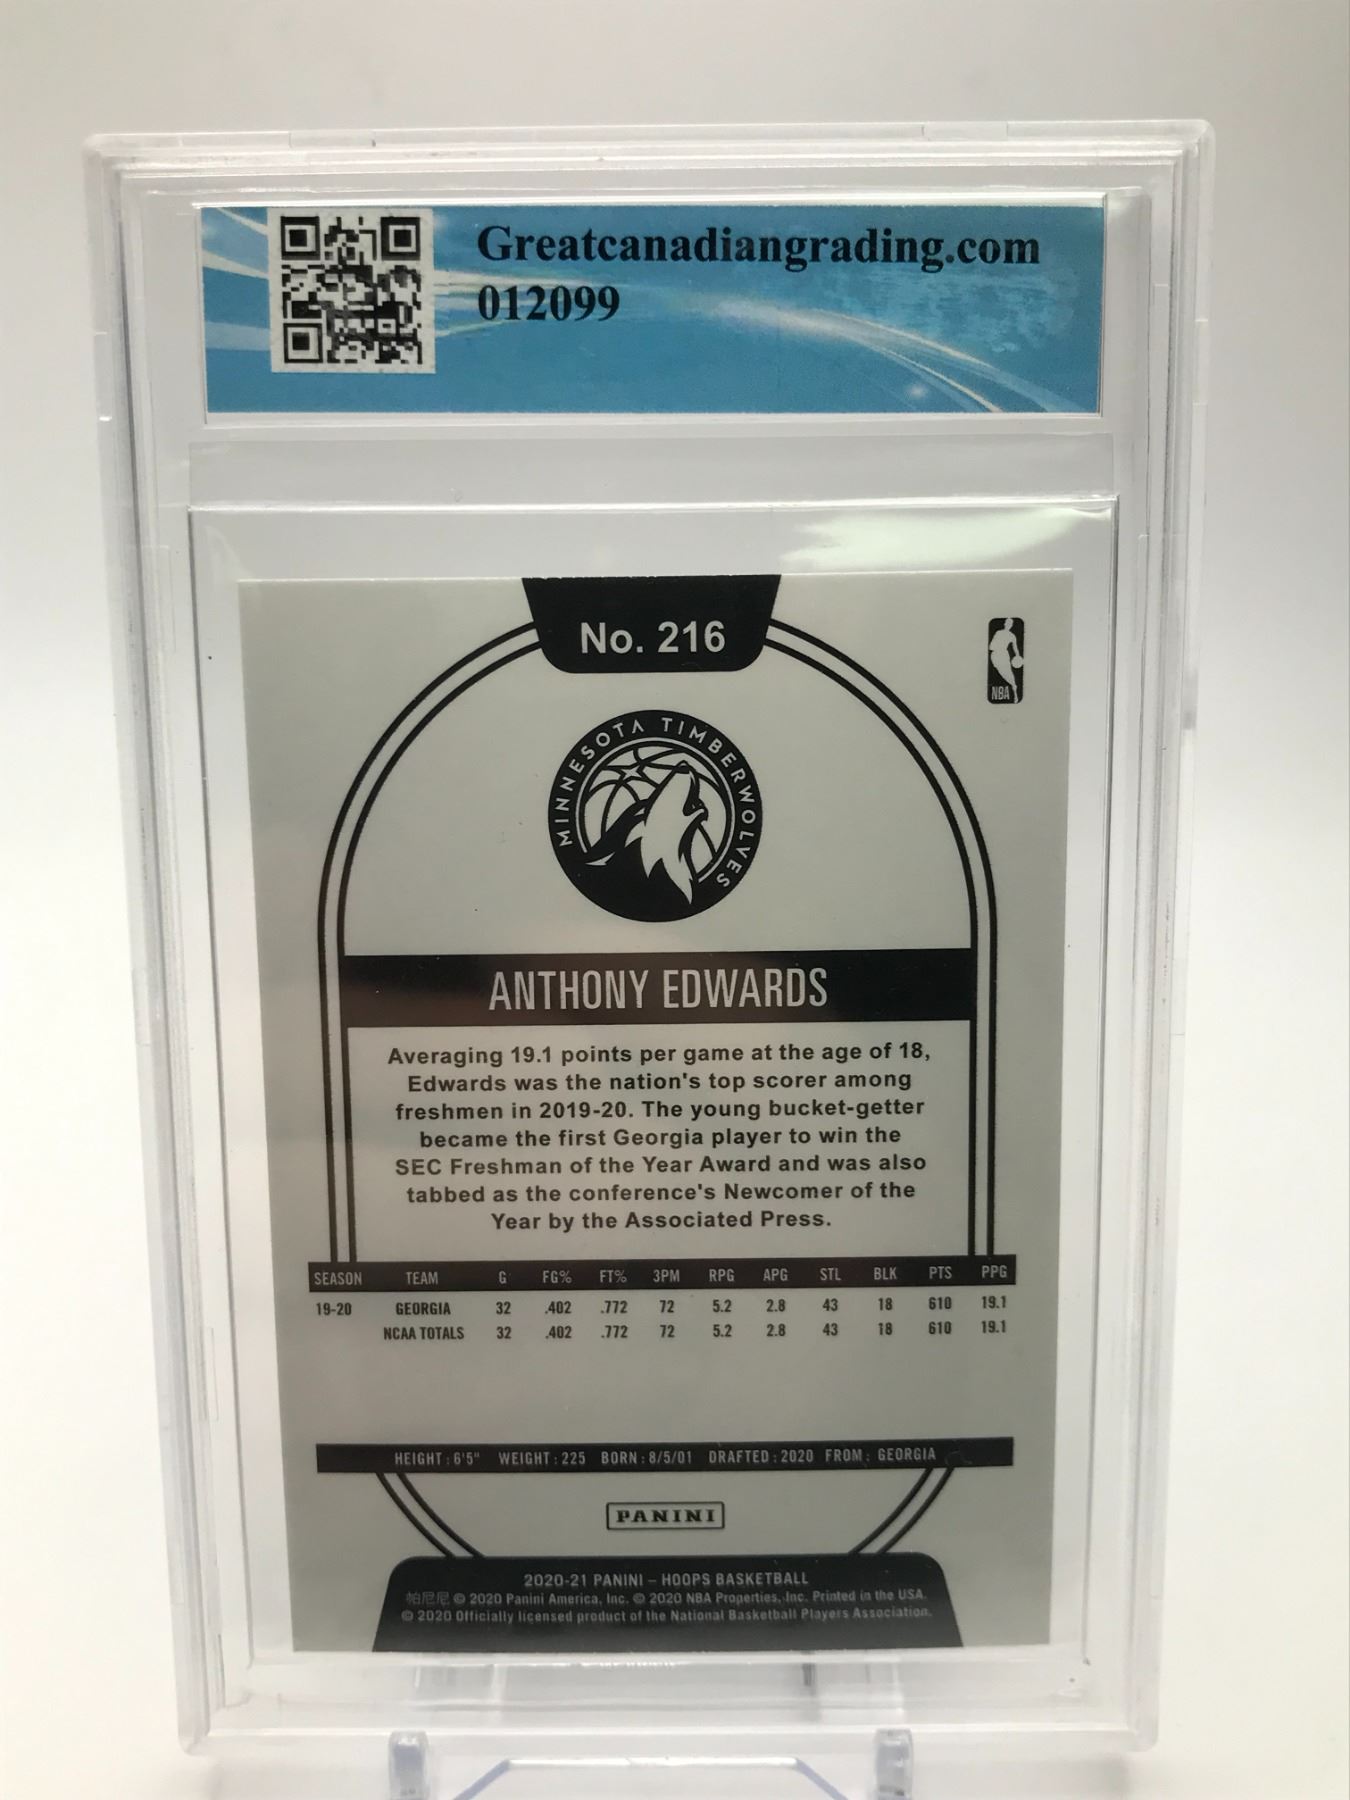 Greatcanadiangrading.com
012099
No. 216
NBA
MINNESOTA TIMBERWOLVES
ANTHONY EDWARDS
Averaging 19.1 points per game at the age of 18,
Edwards was the nation's top scorer among
freshmen in 2019-20. The young bucket-getter
became the first Georgia player to win the
SEC Freshman of the Year Award and was also
tabbed as the conference's Newcomer of the
Year by the Associated Press.
SEASON TEAM G FG% FT% 3PM RPG APG STL BLK PTS PPG
19-20 GEORGIA 32 .402 .772 72 5.2 2.8 43 18 610 19.1
NCAA TOTALS 32 .402 .772 72 5.2 2.8 43 18 610 19.1
HEIGHT : 6'5" WEIGHT : 225 BORN : 8/5/01 DRAFTED : 2020 FROM : GEORGIA
PANINI
2020-21 PANINI – HOOPS BASKETBALL
帕尼尼 © 2020 Panini America, Inc. © 2020 NBA Properties, Inc. Printed in the USA.
© 2020 Officially licensed product of the National Basketball Players Association.